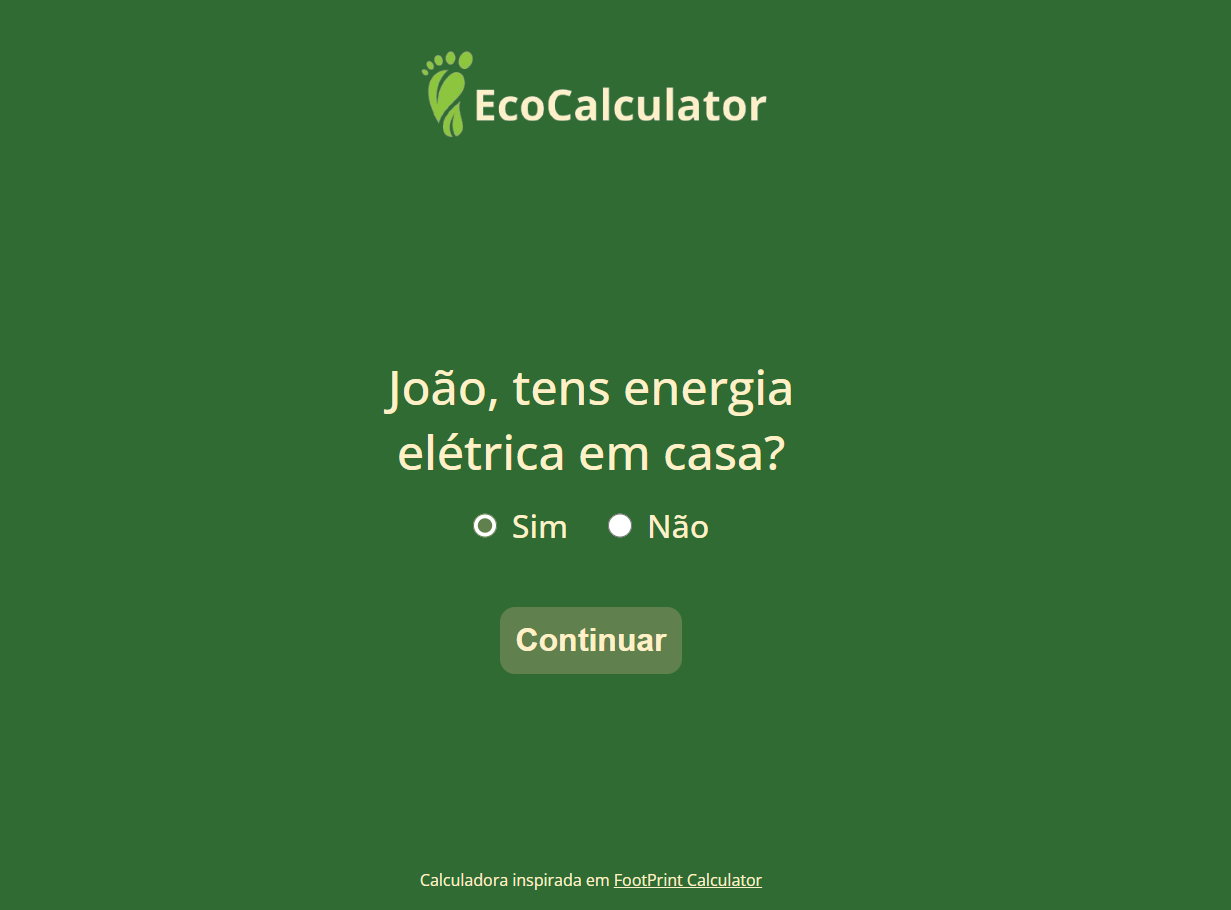 EcoCalculator
João, tens energia
elétrica em casa?
Sim Não
Continuar
Calculadora inspirada em FootPrint Calculator